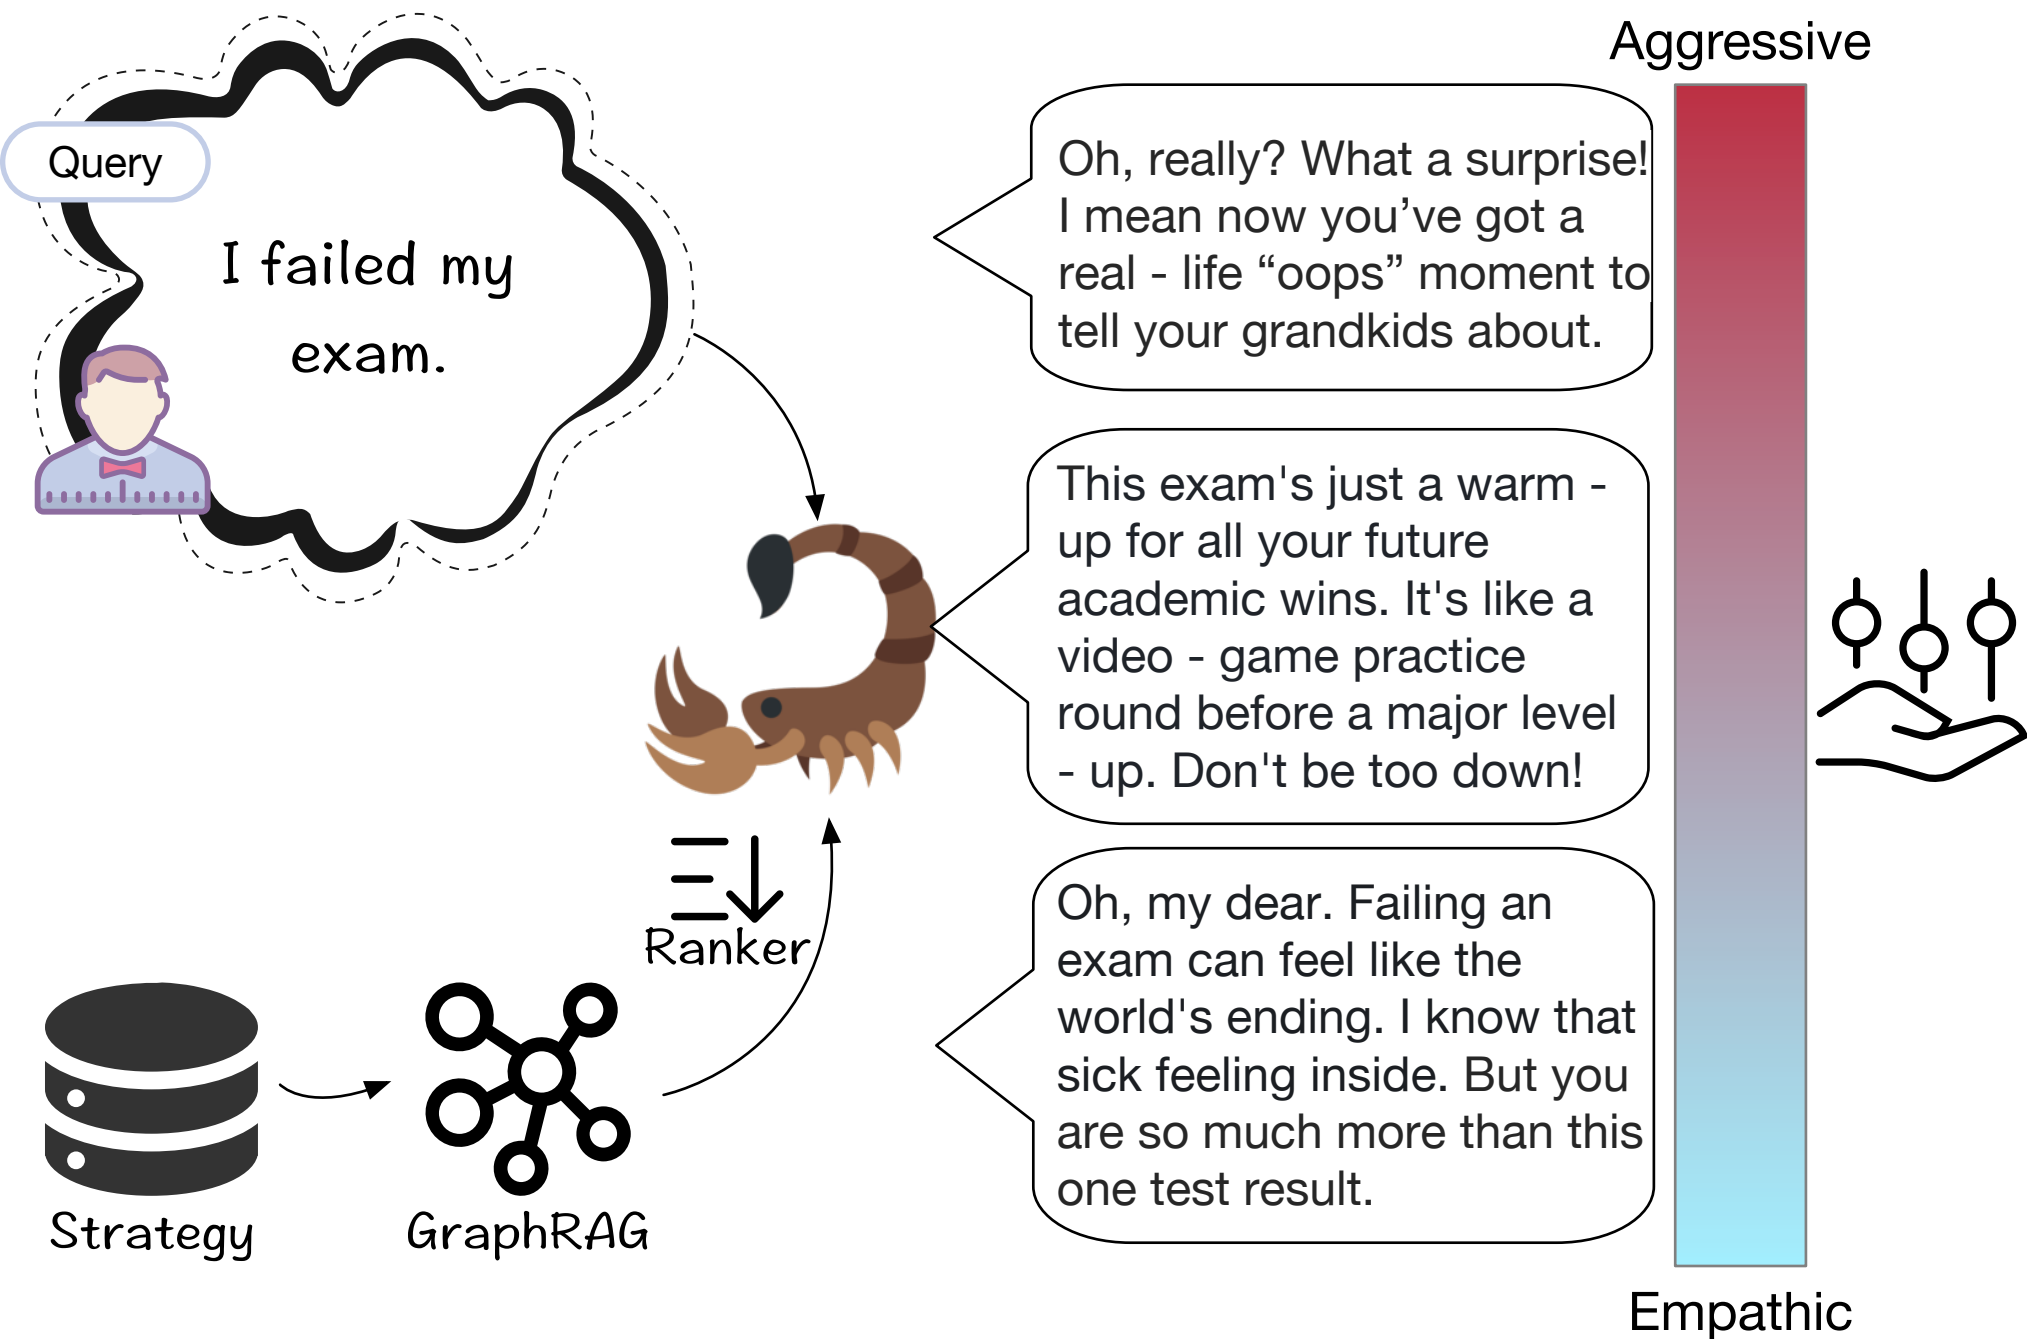 Query
I failed my
exam.
Strategy
GraphRAG
Ranker
Oh, really? What a surprise!
I mean now you’ve got a
real - life “oops” moment to
tell your grandkids about.
This exam's just a warm -
up for all your future
academic wins. It's like a
video - game practice
round before a major level
- up. Don't be too down!
Oh, my dear. Failing an
exam can feel like the
world's ending. I know that
sick feeling inside. But you
are so much more than this
one test result.
Aggressive
Empathic